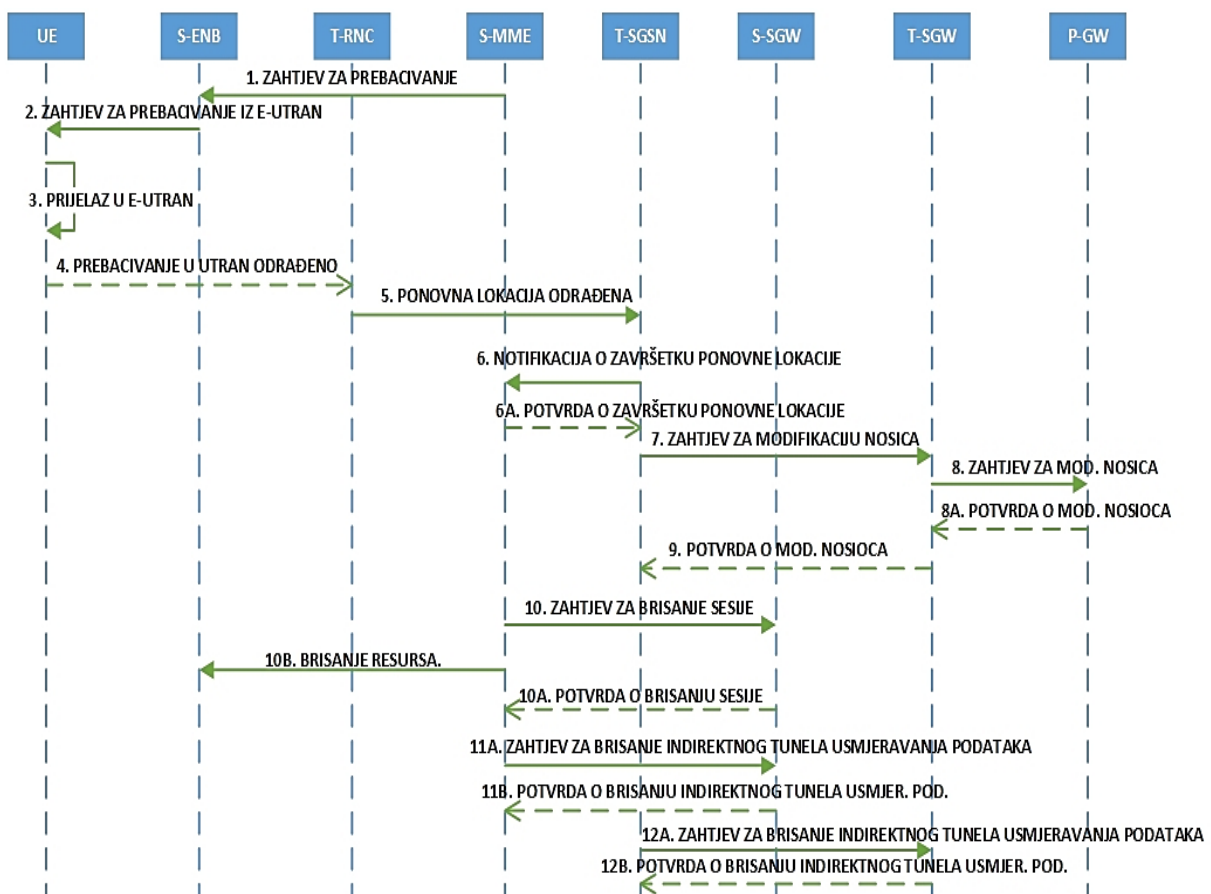 UE
S-ENB
T-RNC
S-MME
T-SGSN
S-SGW
T-SGW
P-GW
1. ZAHTJEV ZA PREBACIVANJE
2. ZAHTJEV ZA PREBACIVANJE IZ E-UTRAN
3. PRIJELAZ U E-UTRAN
4. PREBACIVANJE U UTRAN ODRAĐENO
5. PONOVNA LOKACIJA ODRAĐENA
6. NOTIFIKACIJA O ZAVRŠETKU PONOVNE LOKACIJE
6A. POTVRDA O ZAVRŠETKU PONOVNE LOKACIJE
7. ZAHTJEV ZA MODIFIKACIJU NOSICA
8. ZAHTJEV ZA MOD. NOSICA
8A. POTVRDA O MOD. NOSIOCA
9. POTVRDA O MOD. NOSIOCA
10. ZAHTJEV ZA BRISANJE SESIJE
10B. BRISANJE RESURSA.
10A. POTVRDA O BRISANJU SESIJE
11A. ZAHTJEV ZA BRISANJE INDIREKTNOG TUNELA USMJERAVANJA PODATAKA
11B. POTVRDA O BRISANJU INDIREKTNOG TUNELA USMJER. POD.
12A. ZAHTJEV ZA BRISANJE INDIREKTNOG TUNELA USMJERAVANJA PODATAKA
12B. POTVRDA O BRISANJU INDIREKTNOG TUNELA USMJER. POD.